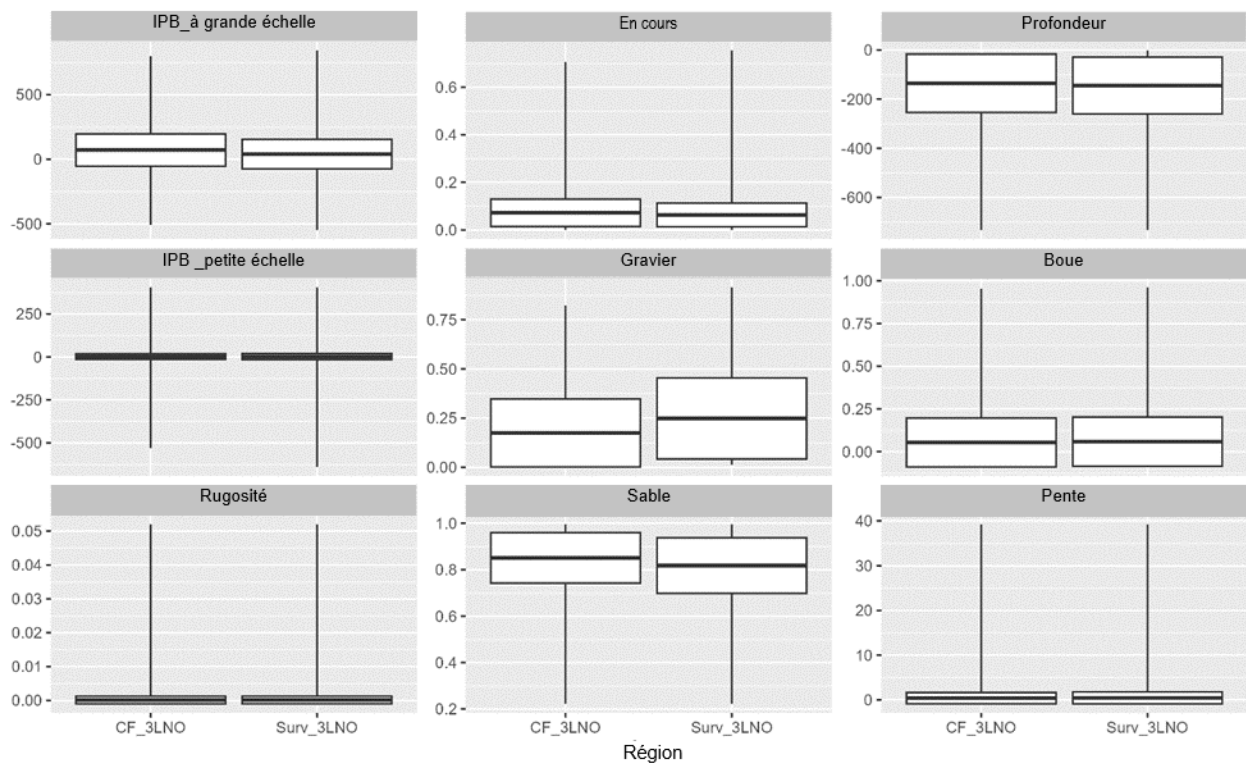 IPB_à grande échelle
500
0
-500
En cours
0.6
0.4
0.2
0.0
Profondeur
0
-200
-400
-600
IPB _petite échelle
250
0
-250
-500
Gravier
0.75
0.50
0.25
0.00
Boue
1.00
0.75
0.50
0.25
0.00
Rugosité
0.05
0.04
0.03
0.02
0.01
0.00
CF_3LNO
Surv_3LNO
Sable
1.0
0.8
0.6
0.4
0.2
CF_3LNO
Surv_3LNO
Pente
40
30
20
10
0
CF_3LNO
Surv_3LNO
Région